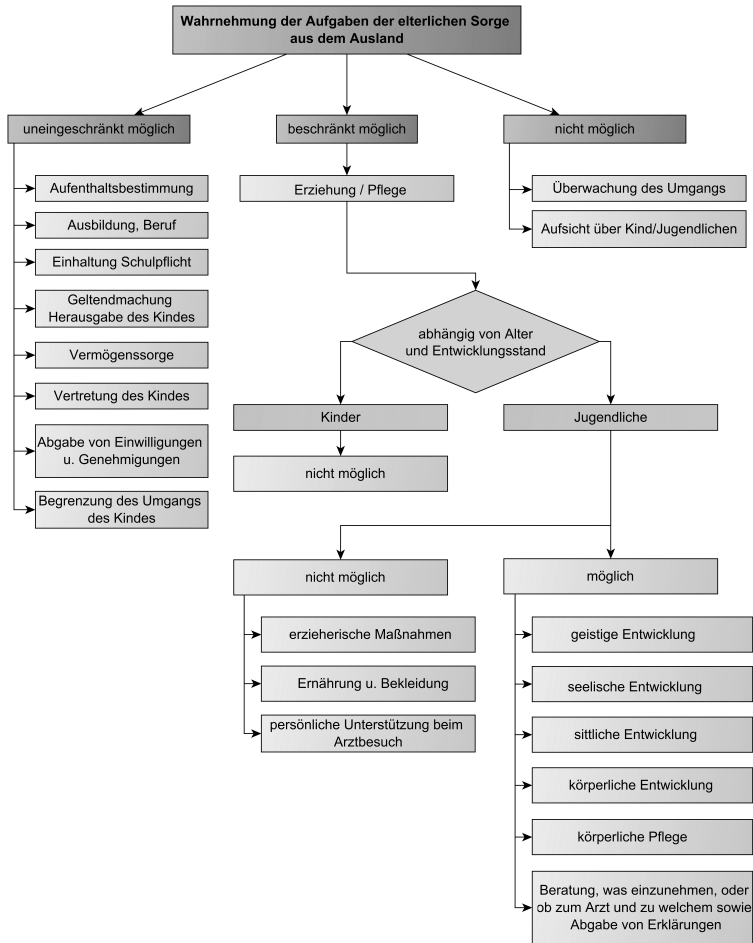 Wahrnehmung der Aufgaben der elterlichen Sorge
aus dem Ausland
uneingeschränkt möglich
beschränkt möglich
nicht möglich
Aufenthaltsbestimmung
Ausbildung, Beruf
Einhaltung Schulpflicht
Geltendmachung
Herausgabe des Kindes
Vermögenssorge
Vertretung des Kindes
Abgabe von Einwilligungen
u. Genehmigungen
Begrenzung des Umgangs
des Kindes
Erziehung / Pflege
Überwachung des Umgangs
Aufsicht über Kind/Jugendlichen
abhängig von Alter
und Entwicklungsstand
Kinder
nicht möglich
Jugendliche
nicht möglich
erzieherische Maßnahmen
Ernährung u. Bekleidung
persönliche Unterstützung beim
Arztbesuch
möglich
geistige Entwicklung
seelische Entwicklung
sittliche Entwicklung
körperliche Entwicklung
körperliche Pflege
Beratung, was einzunehmen, oder
ob zum Arzt und zu welchem sowie
Abgabe von Erklärungen